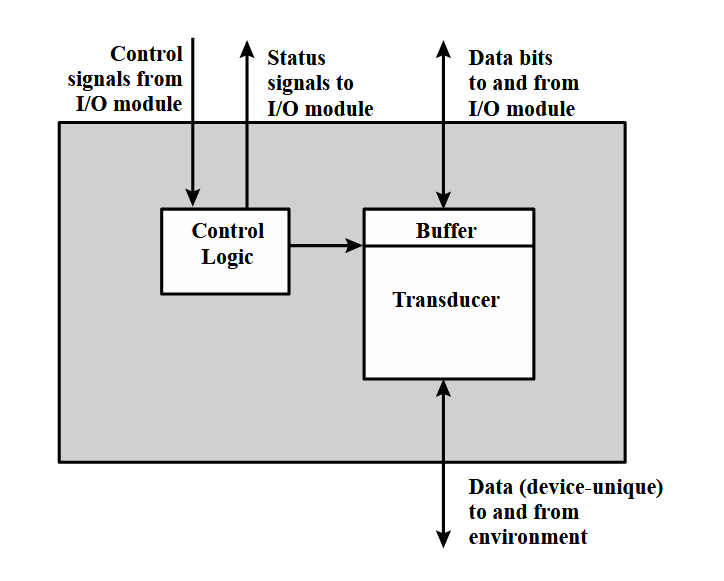 Control
signals from
I/O module
Status
signals to
I/O module
Data bits
to and from
I/O module
Control
Logic
Buffer
Transducer
Data (device-unique)
to and from
environment